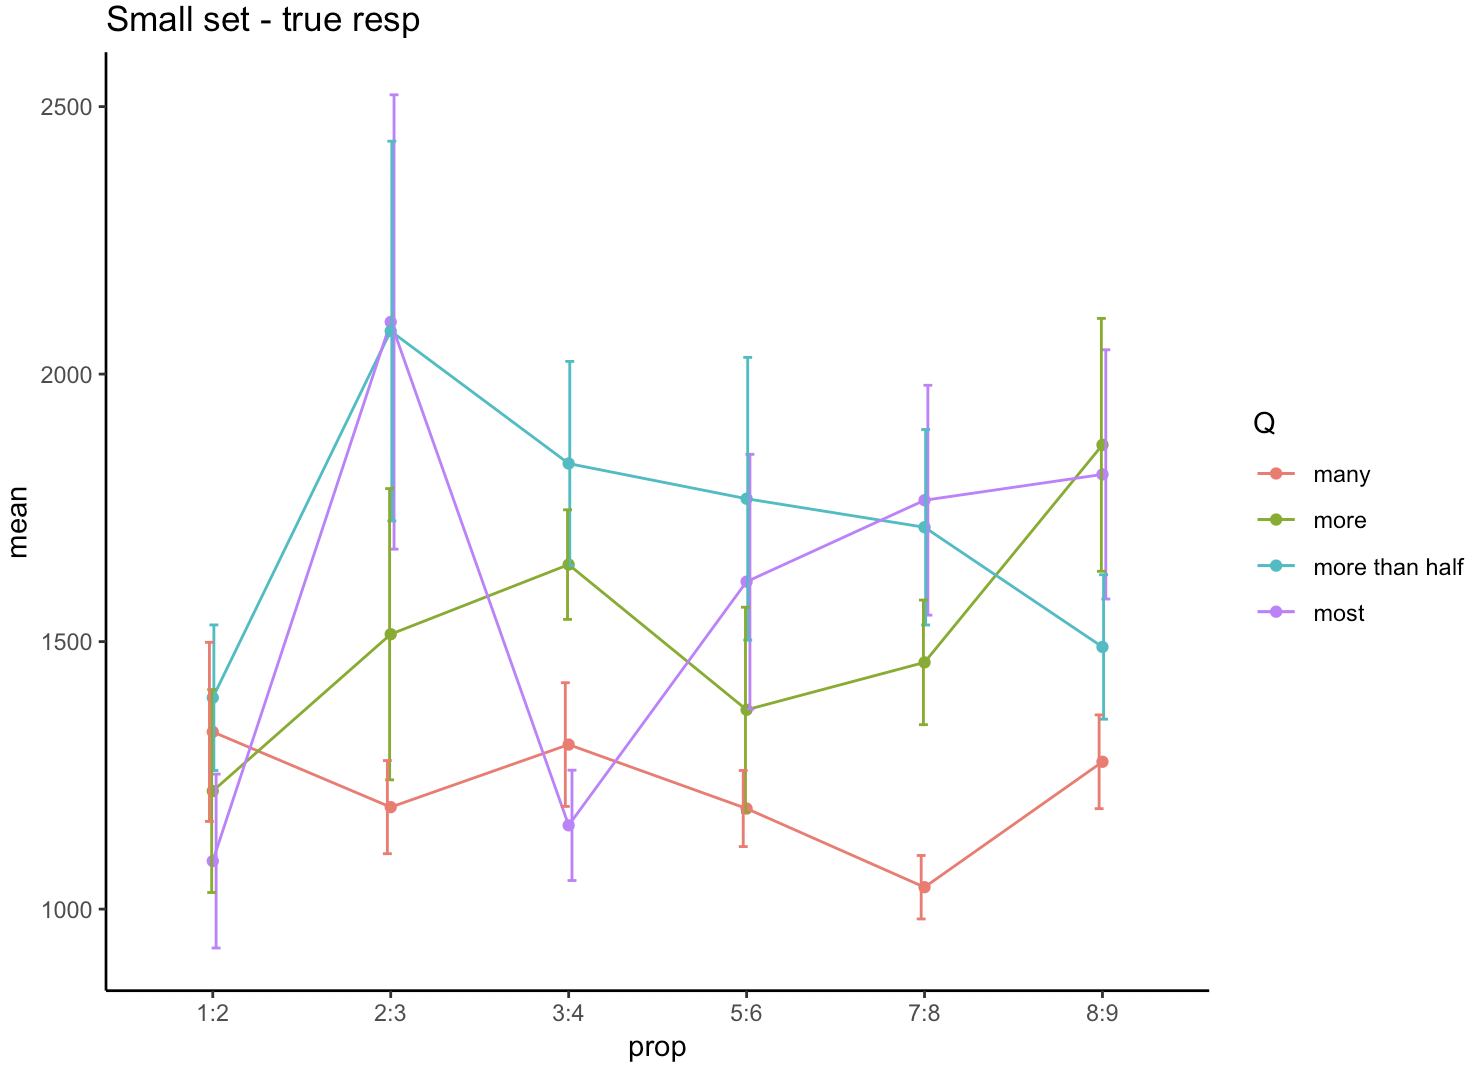 Small set - true resp
2500
2000
1500
1000
mean
1:2 2:3 3:4 5:6 7:8 8:9
prop
Q
many
more
more than half
most